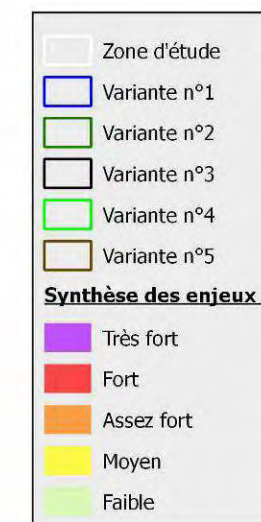 Zone d'étude
Variante n°1
Variante n°2
Variante n°3
Variante n°4
Variante n°5
Synthèse des enjeux
Très fort
Fort
Assez fort
Moyen
Faible